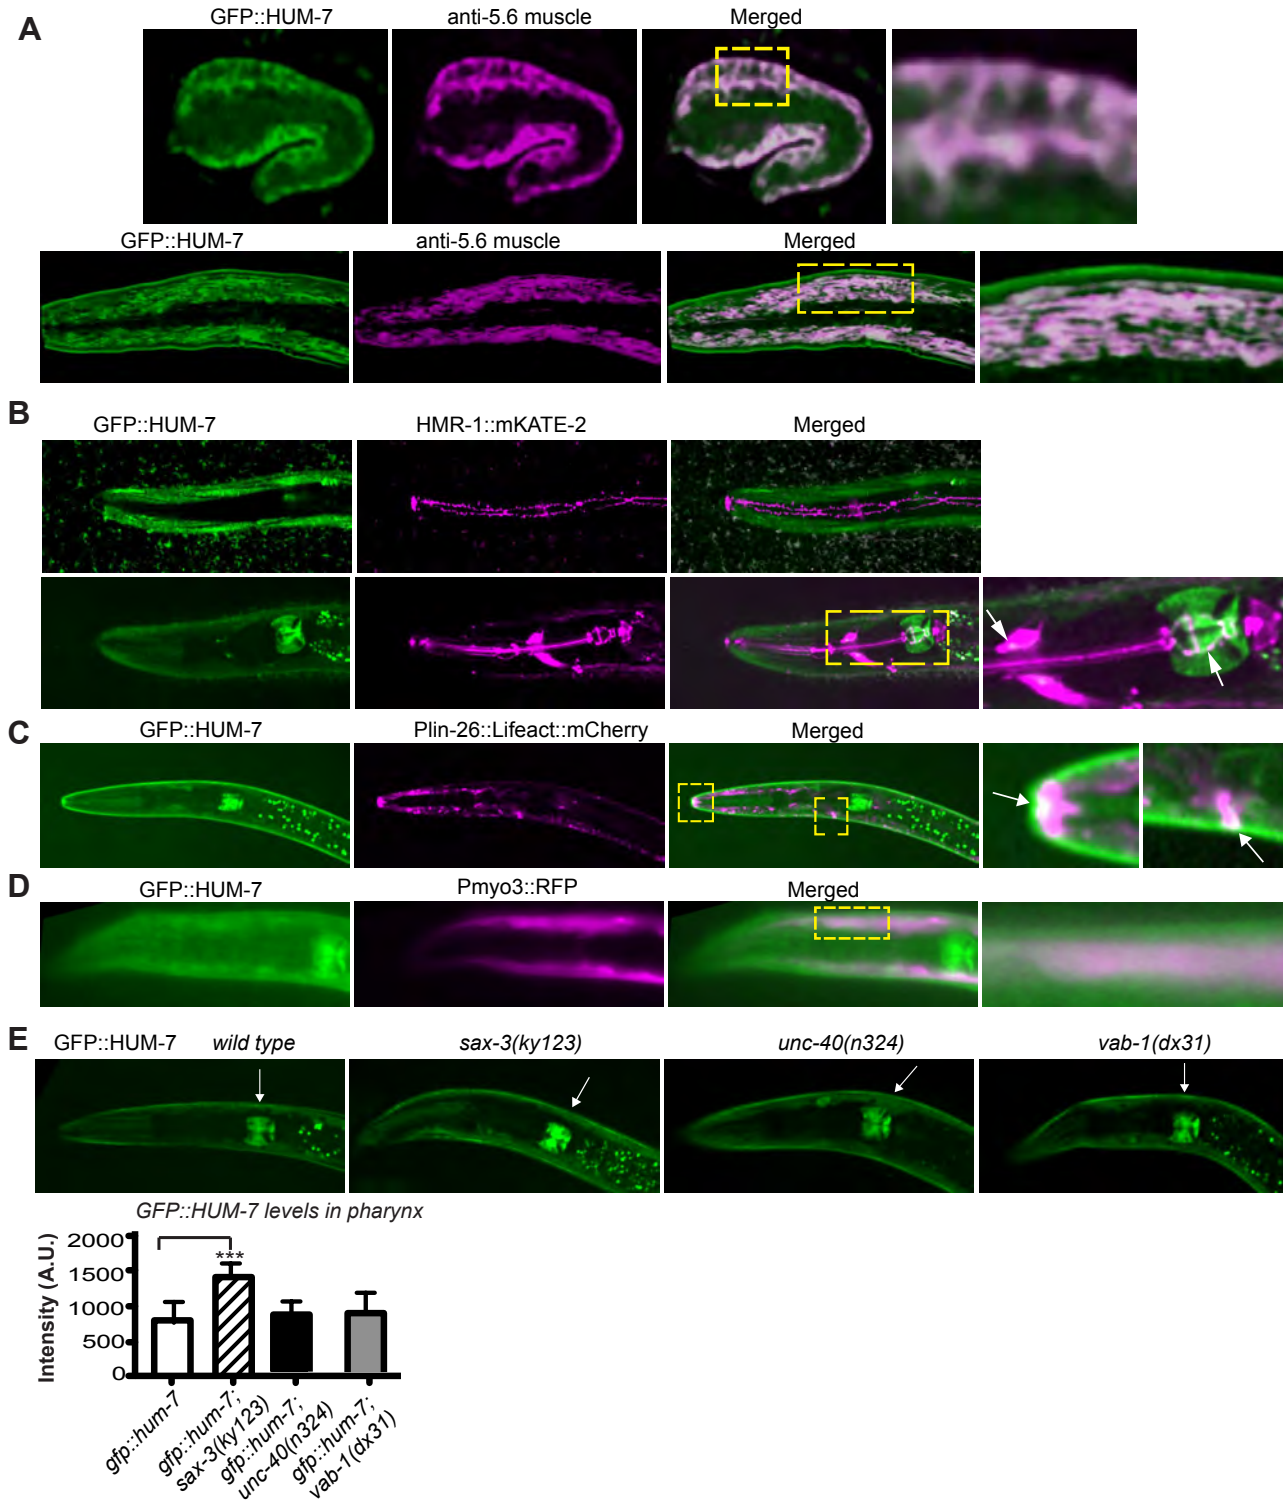 A
GFP::HUM-7 anti-5.6 muscle Merged
GFP::HUM-7 anti-5.6 muscle Merged
B
GFP::HUM-7 HMR-1::mKATE-2 Merged
C
GFP::HUM-7 Plin-26::Lifeact::mCherry Merged
D
GFP::HUM-7 Pmyo3::RFP Merged
E
GFP::HUM-7 wild type sax-3(ky123) unc-40(n324) vab-1(dx31)
GFP::HUM-7 levels in pharynx
Intensity (A.U.)
2000
1500
1000
500
0
***
gfp::hum-7
gfp::hum-7;
sax-3(ky123)
gfp::hum-7;
unc-40(n324)
gfp::hum-7;
vab-1(dx31)